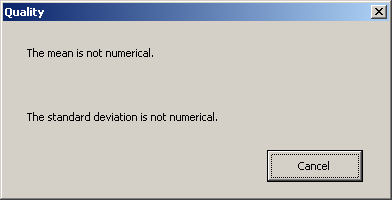 Quality
The mean is not numerical.
The standard deviation is not numerical.
Cancel